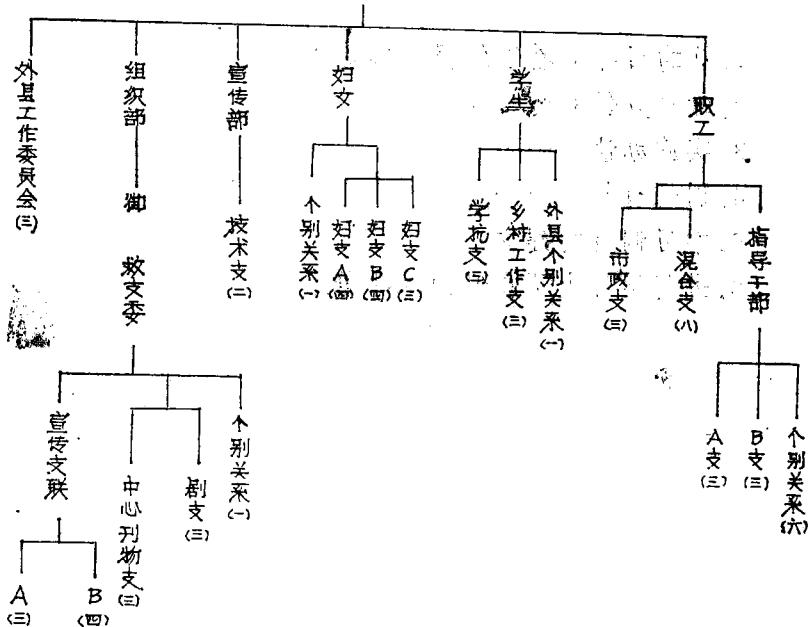 外县工作委员会(三)
组织部
御
救支委
宣传支联
A(三)
B(四)
中心刊物支(三)
剧支(三)
个别关系(一)
宣传部
技术支(二)
妇女
个别关系(一)
妇支A(四)
妇支B(四)
妇支C(三)
学生
学抗支(三)
乡村工作支(三)
外县个别关系(一)
职工
市政支(三)
混合支(八)
指导干部
A支(三)
B支(三)
个别关系(六)